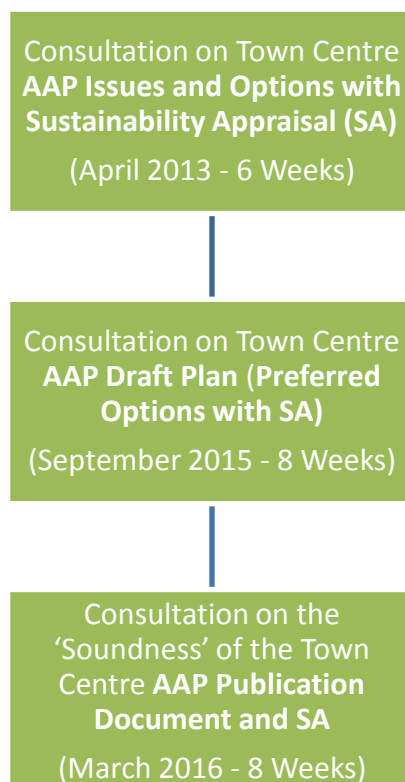 Consultation on Town Centre
AAP Issues and Options with
Sustainability Appraisal (SA)
(April 2013 - 6 Weeks)
Consultation on Town Centre
AAP Draft Plan (Preferred
Options with SA)
(September 2015 - 8 Weeks)
Consultation on the
‘Soundness’ of the Town
Centre AAP Publication
Document and SA
(March 2016 - 8 Weeks)